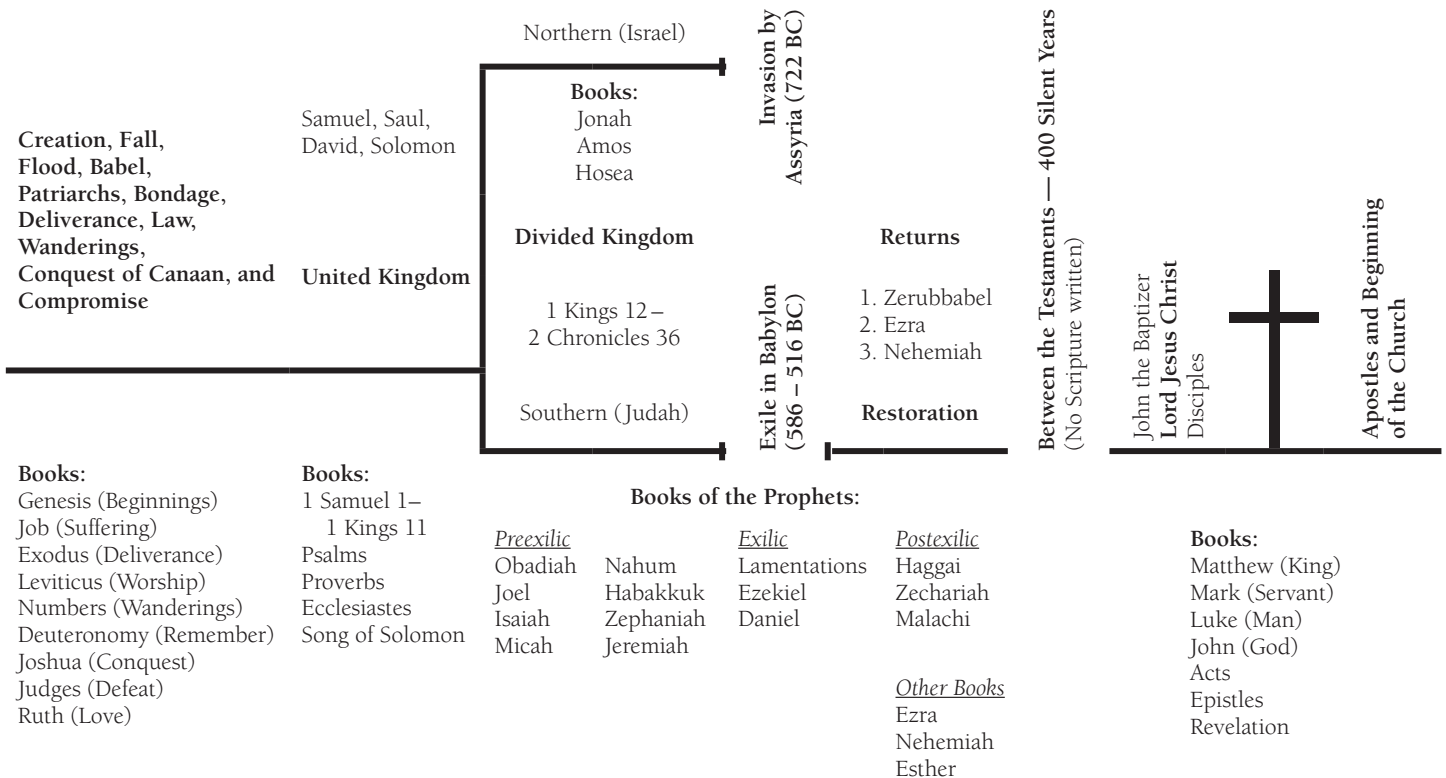 Creation, Fall,
Flood, Babel,
Patriarchs, Bondage,
Deliverance, Law,
Wanderings,
Conquest of Canaan, and
Compromise
Samuel, Saul,
David, Solomon
United Kingdom
Northern (Israel)
Books:
Jonah
Amos
Hosea
Divided Kingdom
1 Kings 12 –
2 Chronicles 36
Southern (Judah)
Invasion by
Assyria (722 BC)
Exile in Babylon
(586 – 516 BC)
Returns
1. Zerubbabel
2. Ezra
3. Nehemiah
Restoration
Between the Testaments — 400 Silent Years
(No Scripture written)
John the Baptizer
Lord Jesus Christ
Disciples
Apostles and Beginning
of the Church
Books:
Genesis (Beginnings)
Job (Suffering)
Exodus (Deliverance)
Leviticus (Worship)
Numbers (Wanderings)
Deuteronomy (Remember)
Joshua (Conquest)
Judges (Defeat)
Ruth (Love)
Books:
1 Samuel 1–
1 Kings 11
Psalms
Proverbs
Ecclesiastes
Song of Solomon
Books of the Prophets:
Preexilic
Obadiah
Joel
Isaiah
Micah
Nahum
Habakkuk
Zephaniah
Jeremiah
Exilic
Lamentations
Ezekiel
Daniel
Postexilic
Haggai
Zechariah
Malachi
Other Books
Ezra
Nehemiah
Esther
Books:
Matthew (King)
Mark (Servant)
Luke (Man)
John (God)
Acts
Epistles
Revelation